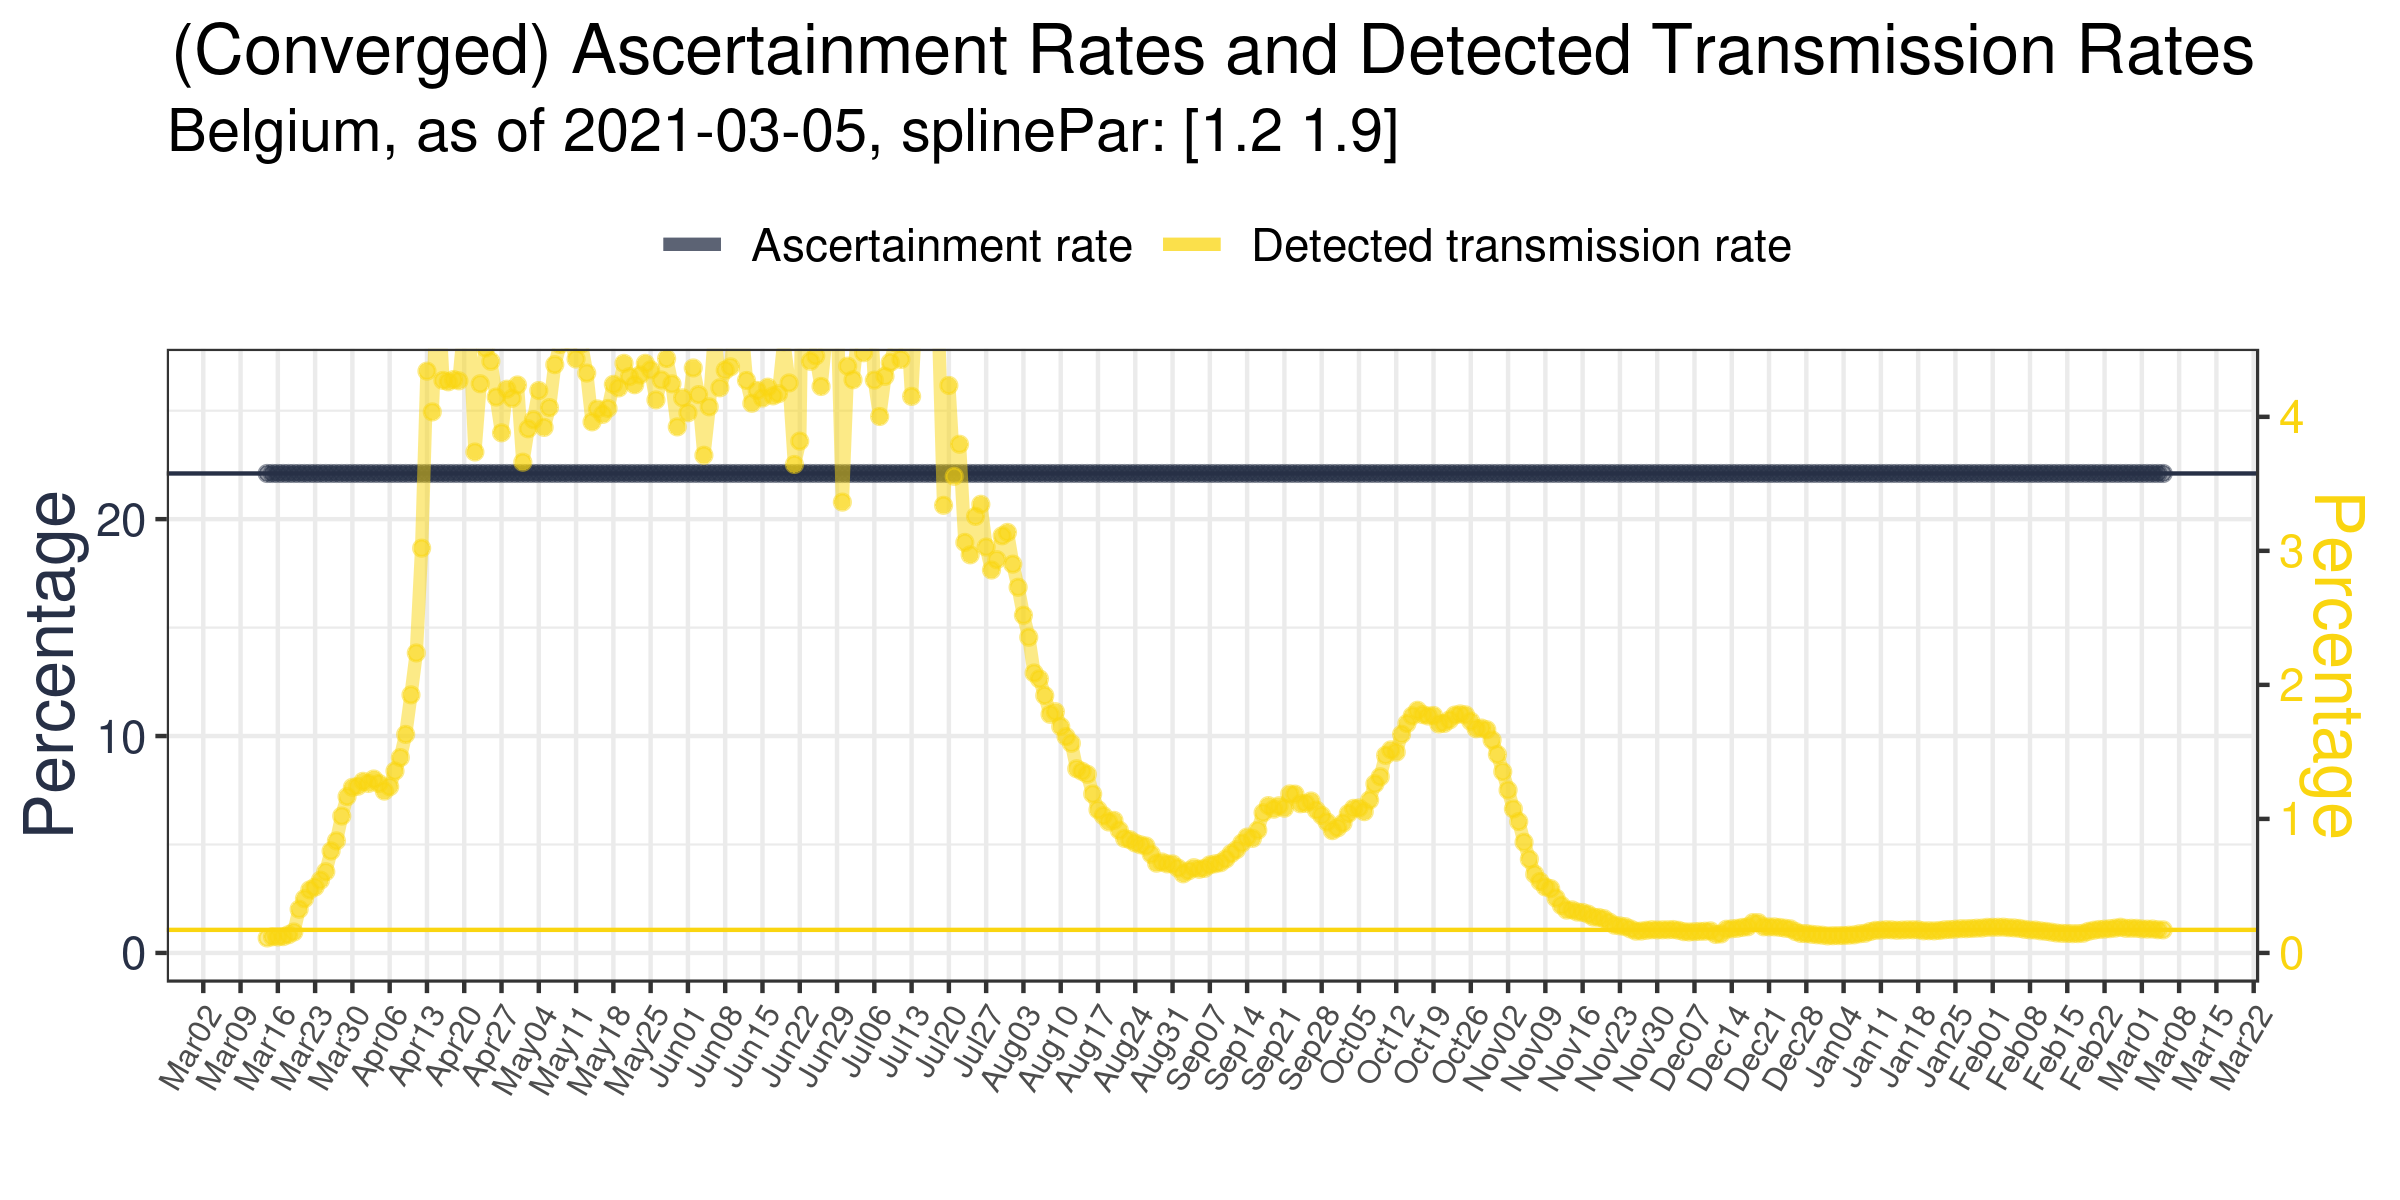 (Converged) Ascertainment Rates and Detected Transmission Rates
Belgium, as of 2021-03-05, splinePar: [1.2 1.9]
Ascertainment rate
Detected transmission rate
Percentage
20
10
0
4
3
2
1
0
Percentage
Mar02
Mar09
Mar16
Mar23
Mar30
Apr06
Apr13
Apr20
Apr27
May04
May11
May18
May25
Jun01
Jun08
Jun15
Jun22
Jun29
Jul06
Jul13
Jul20
Jul27
Aug03
Aug10
Aug17
Aug24
Aug31
Sep07
Sep14
Sep21
Sep28
Oct05
Oct12
Oct19
Oct26
Nov02
Nov09
Nov16
Nov23
Nov30
Dec07
Dec14
Dec21
Dec28
Jan04
Jan11
Jan18
Jan25
Feb01
Feb08
Feb15
Feb22
Mar01
Mar08
Mar15
Mar22